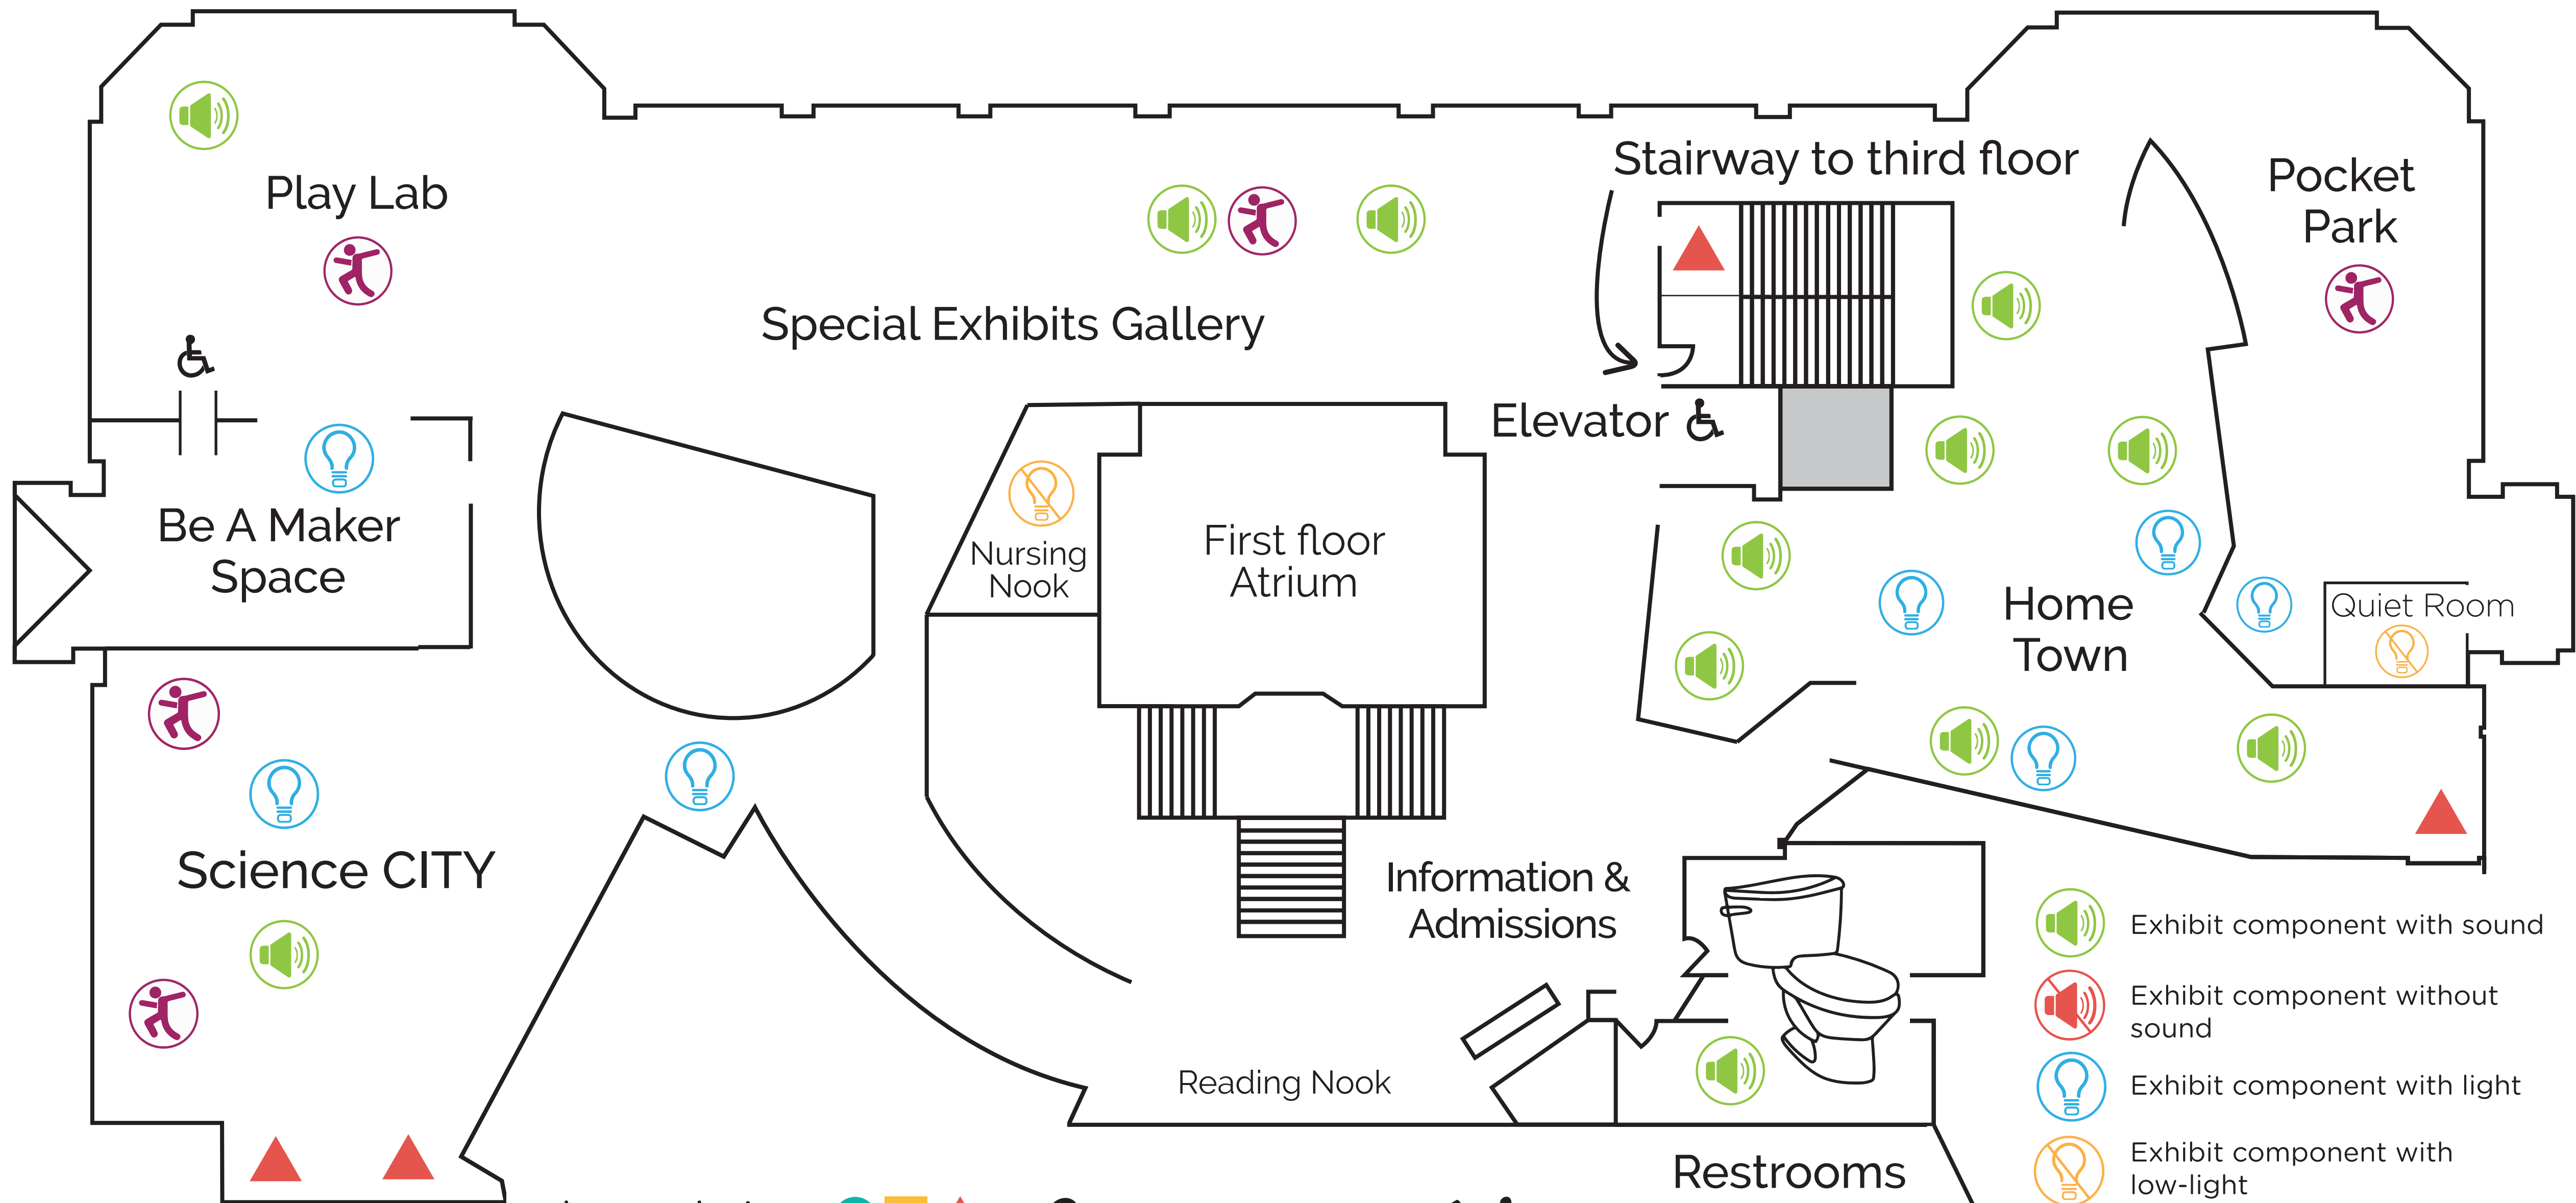 Stairway to third floor
Pocket
Park
Play Lab
Special Exhibits Gallery
Elevator
Be A Maker
Space
Nursing
Nook
First floor
Atrium
Home
Town
Quiet Room
Science CITY
Information &
Admissions
Reading Nook
Restrooms
Exhibit component with sound
Exhibit component without
sound
Exhibit component with light
Exhibit component with
low-light